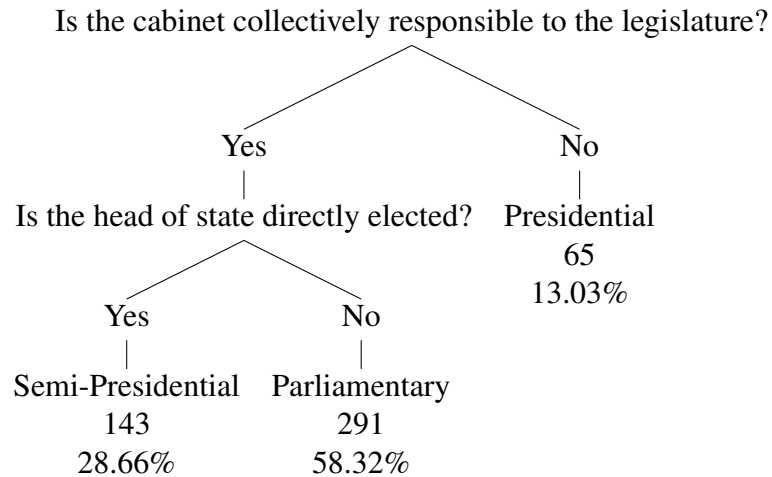 Is the cabinet collectively responsible to the legislature?
Yes
No
Is the head of state directly elected?
Presidential
65
13.03%
Yes
No
Semi-Presidential
143
28.66%
Parliamentary
291
58.32%